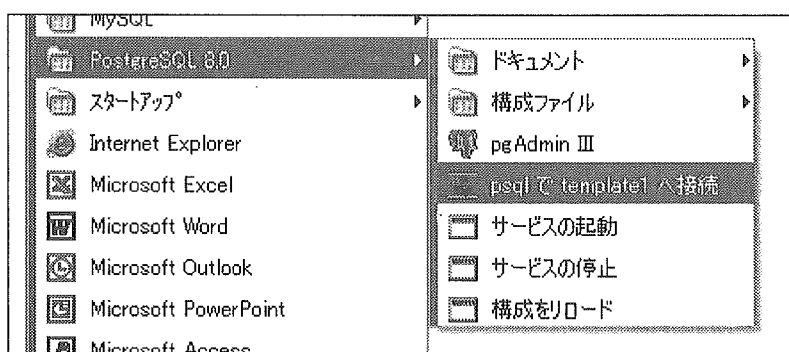 MySQL
PostgreSQL 8.0
スタートアップ
Internet Explorer
Microsoft Excel
Microsoft Word
Microsoft Outlook
Microsoft PowerPoint
Microsoft Access
ドキュメント
構成ファイル
pgAdmin III
psql で template1 へ接続
サービスの起動
サービスの停止
構成をリロード